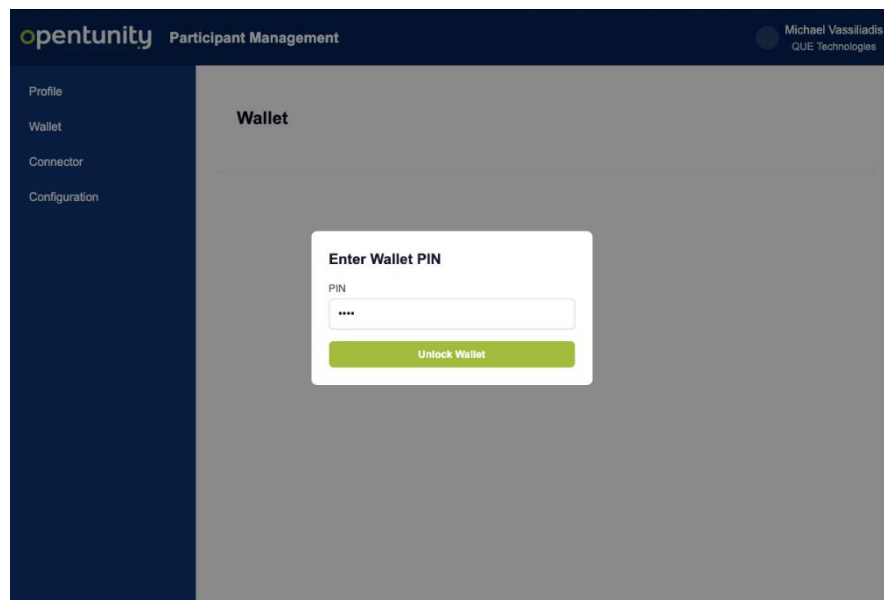 opentunity Participant Management
Michael Vassiliadis
QUE Technologies
Profile
Wallet
Connector
Configuration
Wallet
Enter Wallet PIN
PIN
••••
Unlock Wallet